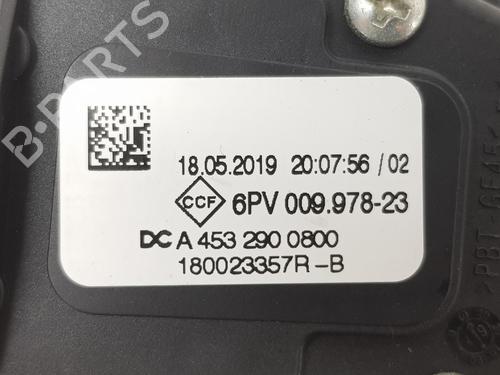 18.05.2019 20:07:56 / 02
CCF 6PV 009.978-23
DC A 453 290 0800
180023357R-B
B-PARTS